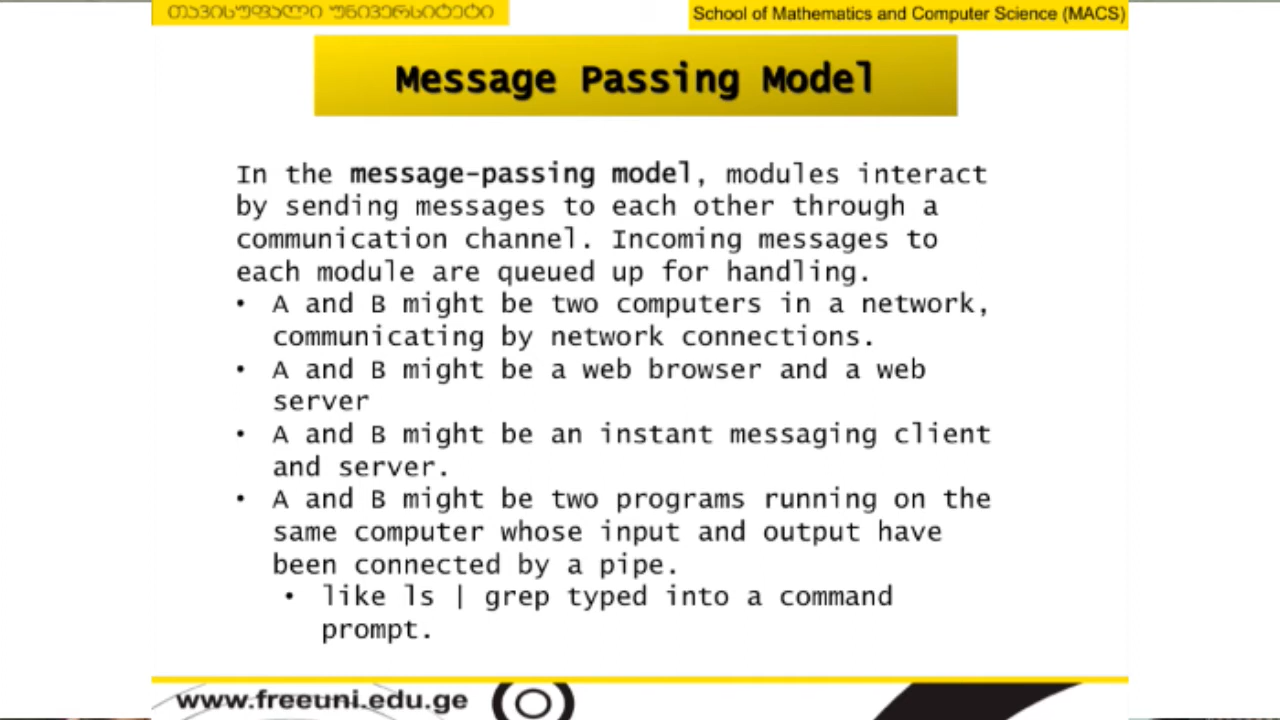 თავისუფალი უნივერსიტეტი
School of Mathematics and Computer Science (MACS)
Message Passing Model
In the message-passing model, modules interact
by sending messages to each other through a
communication channel. Incoming messages to
each module are queued up for handling.
• A and B might be two computers in a network,
communicating by network connections.
• A and B might be a web browser and a web
server
• A and B might be an instant messaging client
and server.
• A and B might be two programs running on the
same computer whose input and output have
been connected by a pipe.
• like ls | grep typed into a command
prompt.
www.freeuni.edu.ge